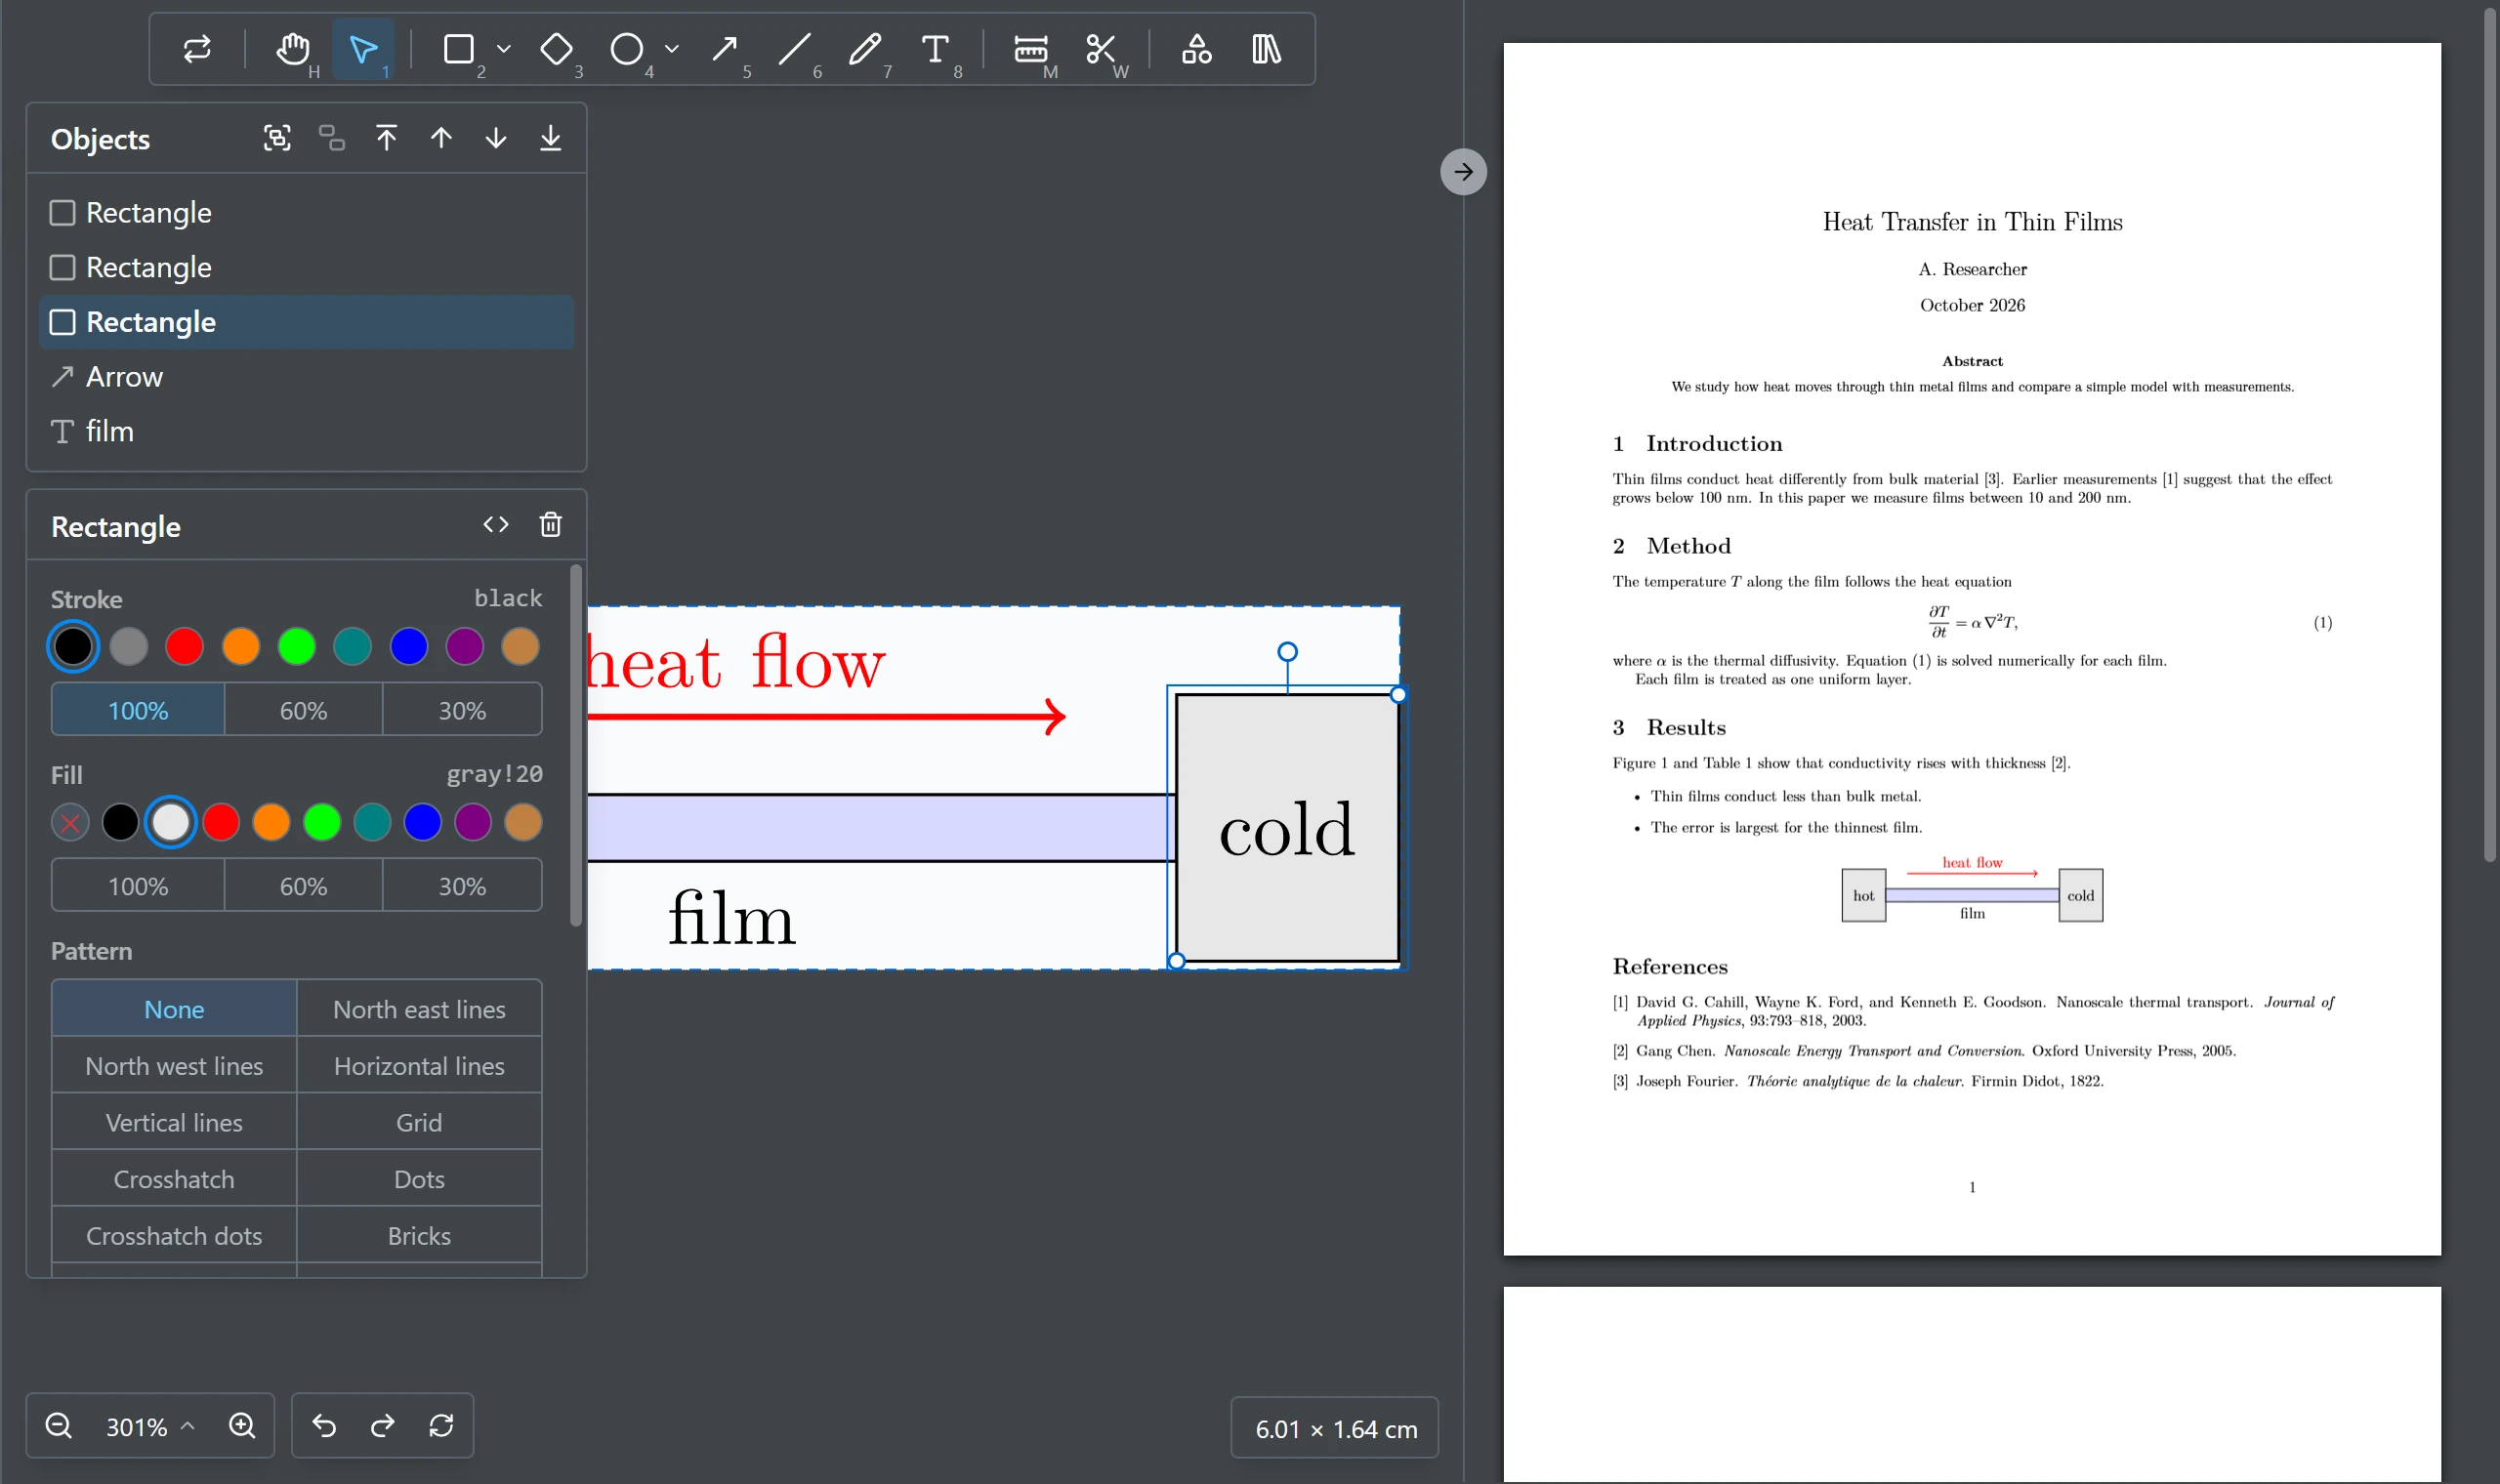 H
1
2
3
4
5
6
7
8
M
W
Objects
Rectangle
Rectangle
Rectangle
Arrow
film
Rectangle
Stroke black
100% 60% 30%
Fill gray!20
100% 60% 30%
Pattern
None North east lines
North west lines Horizontal lines
Vertical lines Grid
Crosshatch Dots
Crosshatch dots Bricks
301%
heat flow
cold
film
6.01 × 1.64 cm
Heat Transfer in Thin Films
A. Researcher
October 2026
Abstract
We study how heat moves through thin metal films and compare a simple model with measurements.
1 Introduction
Thin films conduct heat differently from bulk material [3]. Earlier measurements [1] suggest that the effect
grows below 100 nm. In this paper we measure films between 10 and 200 nm.
2 Method
The temperature T along the film follows the heat equation
∂T/∂t = α ∇²T, (1)
where α is the thermal diffusivity. Equation (1) is solved numerically for each film.
Each film is treated as one uniform layer.
3 Results
Figure 1 and Table 1 show that conductivity rises with thickness [2].
• Thin films conduct less than bulk metal.
• The error is largest for the thinnest film.
heat flow
hot cold
film
References
[1] David G. Cahill, Wayne K. Ford, and Kenneth E. Goodson. Nanoscale thermal transport. Journal of
Applied Physics, 93:793–818, 2003.
[2] Gang Chen. Nanoscale Energy Transport and Conversion. Oxford University Press, 2005.
[3] Joseph Fourier. Théorie analytique de la chaleur. Firmin Didot, 1822.
1